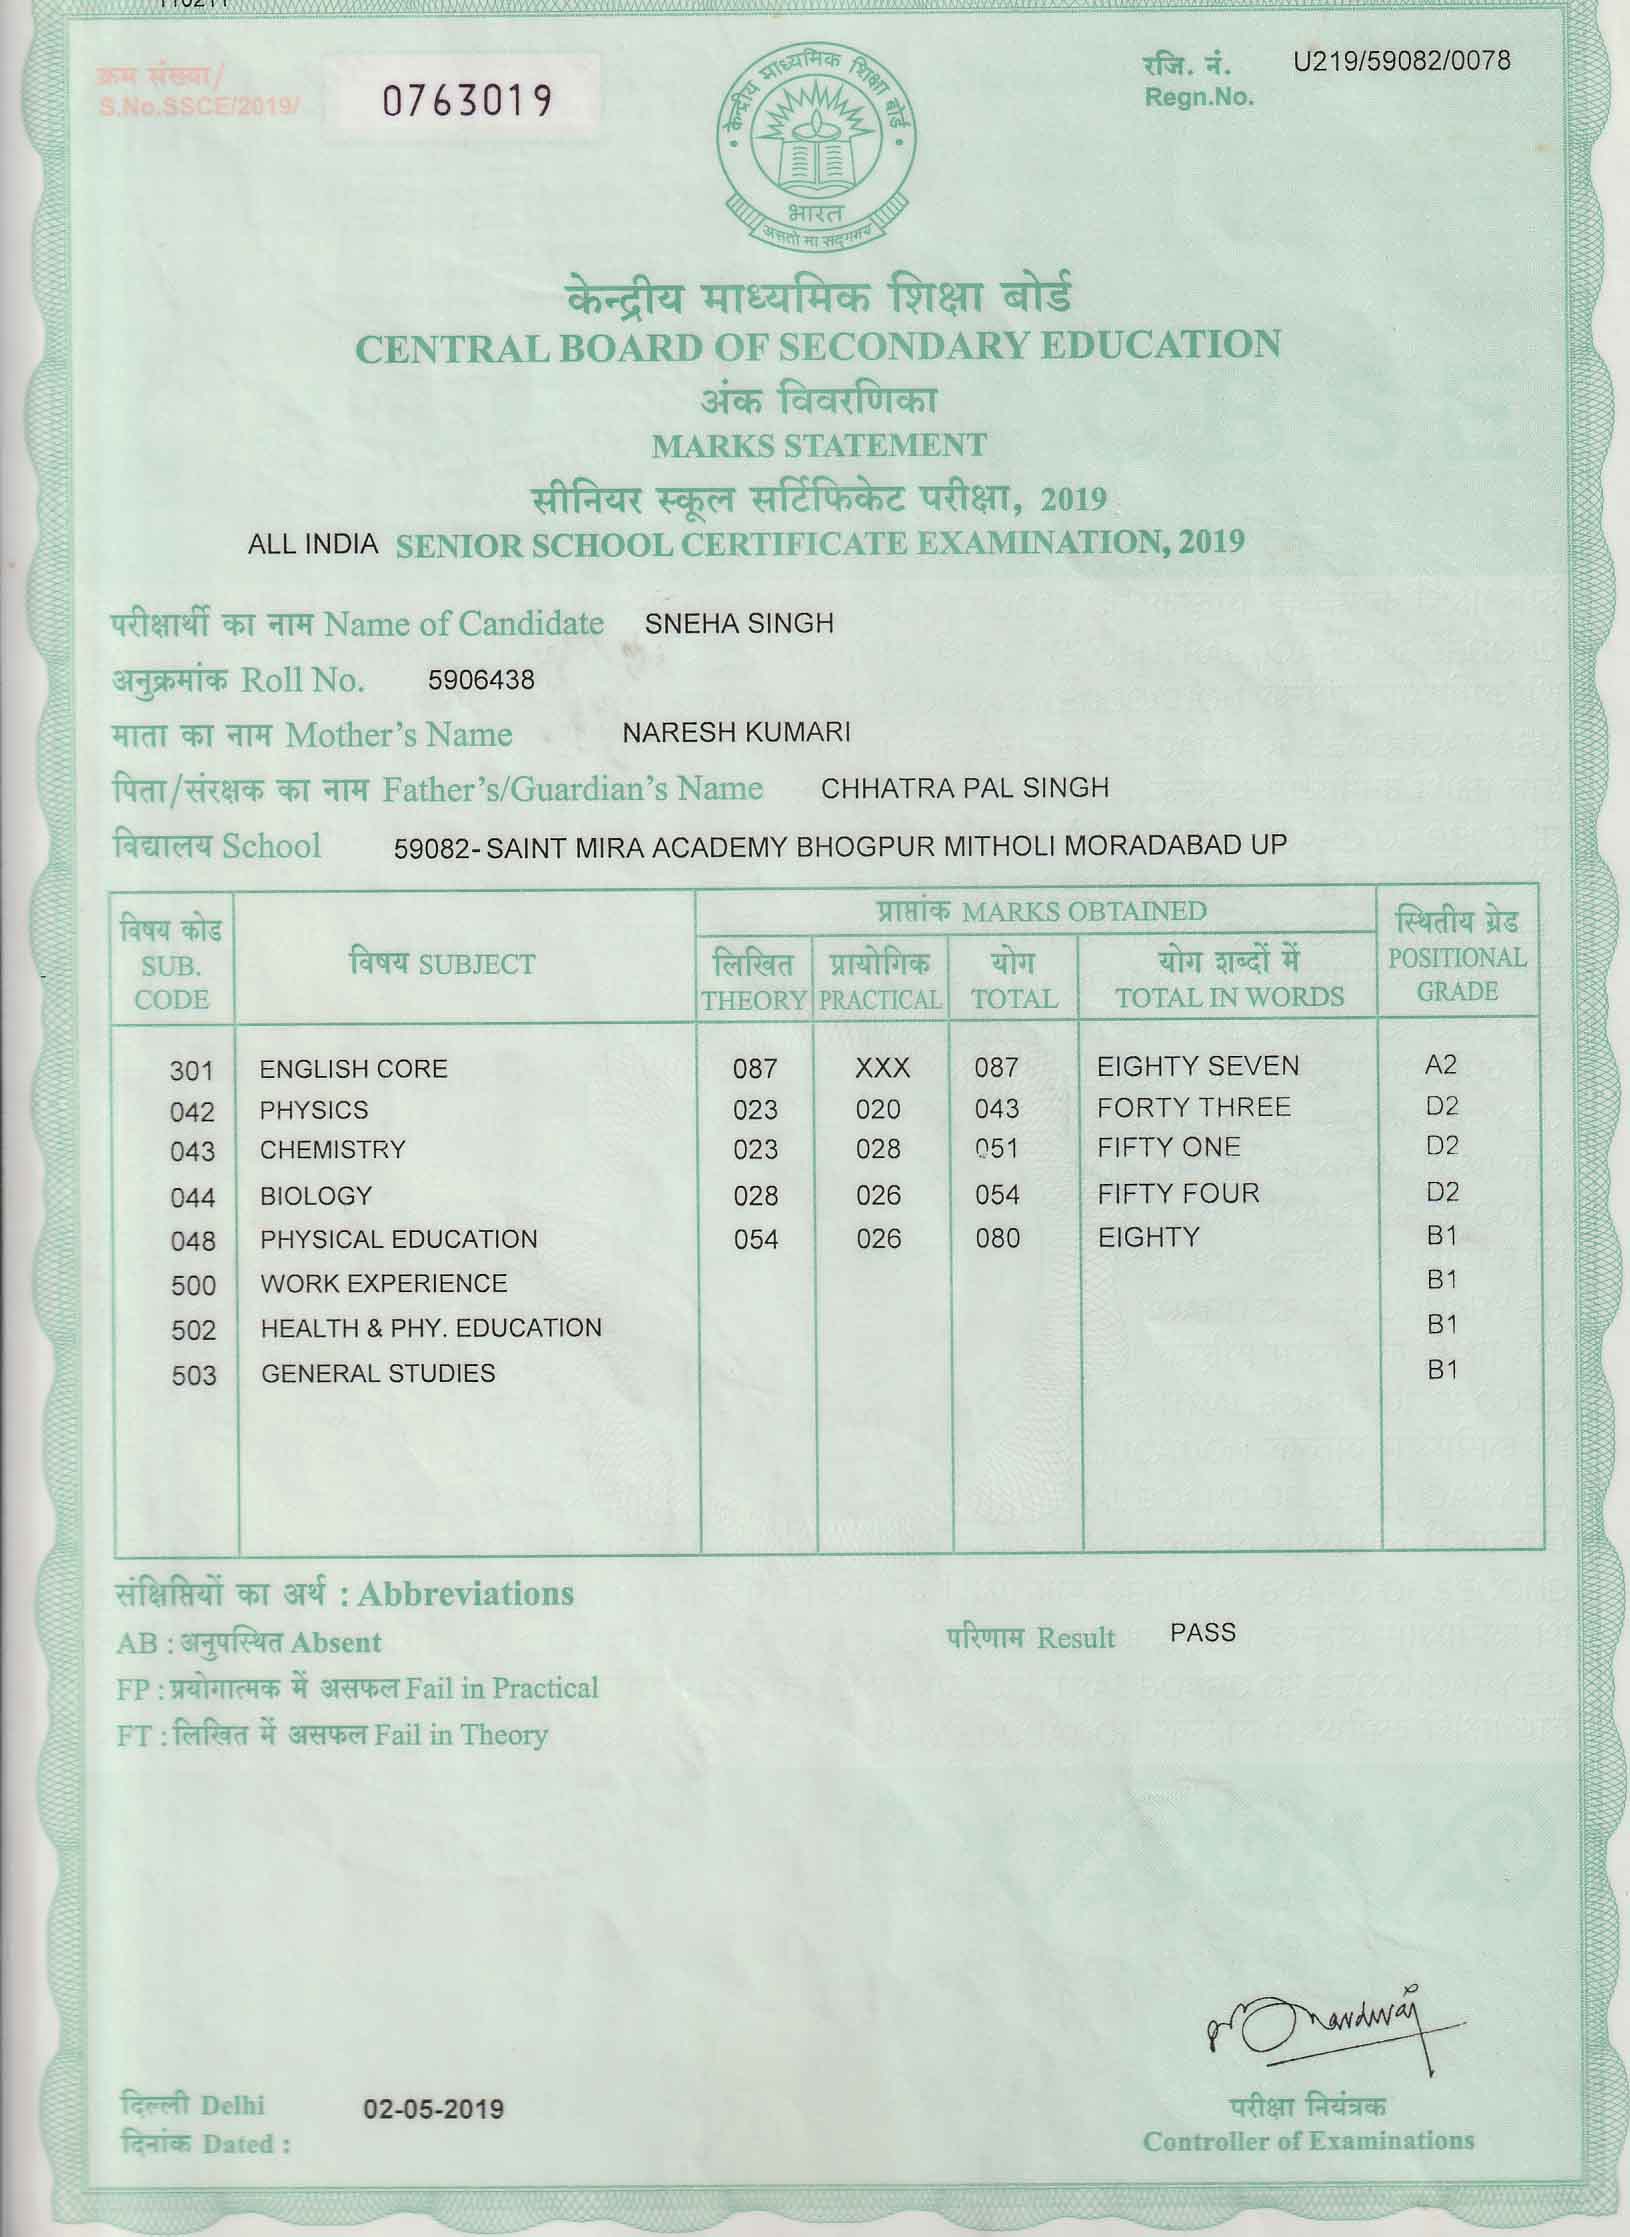 क्रम संख्या/
S.No.SSCE/2019/ 0763019
केन्द्रीय माध्यमिक शिक्षा बोर्ड
भारत
असतो मा सद्गमय
रजि. नं. U219/59082/0078
Regn.No.
केन्द्रीय माध्यमिक शिक्षा बोर्ड
CENTRAL BOARD OF SECONDARY EDUCATION
अंक विवरणिका
MARKS STATEMENT
सीनियर स्कूल सर्टिफिकेट परीक्षा, 2019
ALL INDIA SENIOR SCHOOL CERTIFICATE EXAMINATION, 2019
परीक्षार्थी का नाम Name of Candidate SNEHA SINGH
अनुक्रमांक Roll No. 5906438
माता का नाम Mother's Name NARESH KUMARI
पिता/संरक्षक का नाम Father's/Guardian's Name CHHATRA PAL SINGH
विद्यालय School 59082- SAINT MIRA ACADEMY BHOGPUR MITHOLI MORADABAD UP
विषय कोड SUB. CODE विषय SUBJECT प्राप्तांक MARKS OBTAINED स्थितीय ग्रेड POSITIONAL GRADE
लिखित THEORY प्रायोगिक PRACTICAL योग TOTAL योग शब्दों में TOTAL IN WORDS
301 ENGLISH CORE 087 XXX 087 EIGHTY SEVEN A2
042 PHYSICS 023 020 043 FORTY THREE D2
043 CHEMISTRY 023 028 051 FIFTY ONE D2
044 BIOLOGY 028 026 054 FIFTY FOUR D2
048 PHYSICAL EDUCATION 054 026 080 EIGHTY B1
500 WORK EXPERIENCE B1
502 HEALTH & PHY. EDUCATION B1
503 GENERAL STUDIES B1
संक्षिप्तियों का अर्थ : Abbreviations
AB : अनुपस्थित Absent परिणाम Result PASS
FP : प्रयोगात्मक में असफल Fail in Practical
FT : लिखित में असफल Fail in Theory
दिल्ली Delhi 02-05-2019
दिनांक Dated :
परीक्षा नियंत्रक
Controller of Examinations